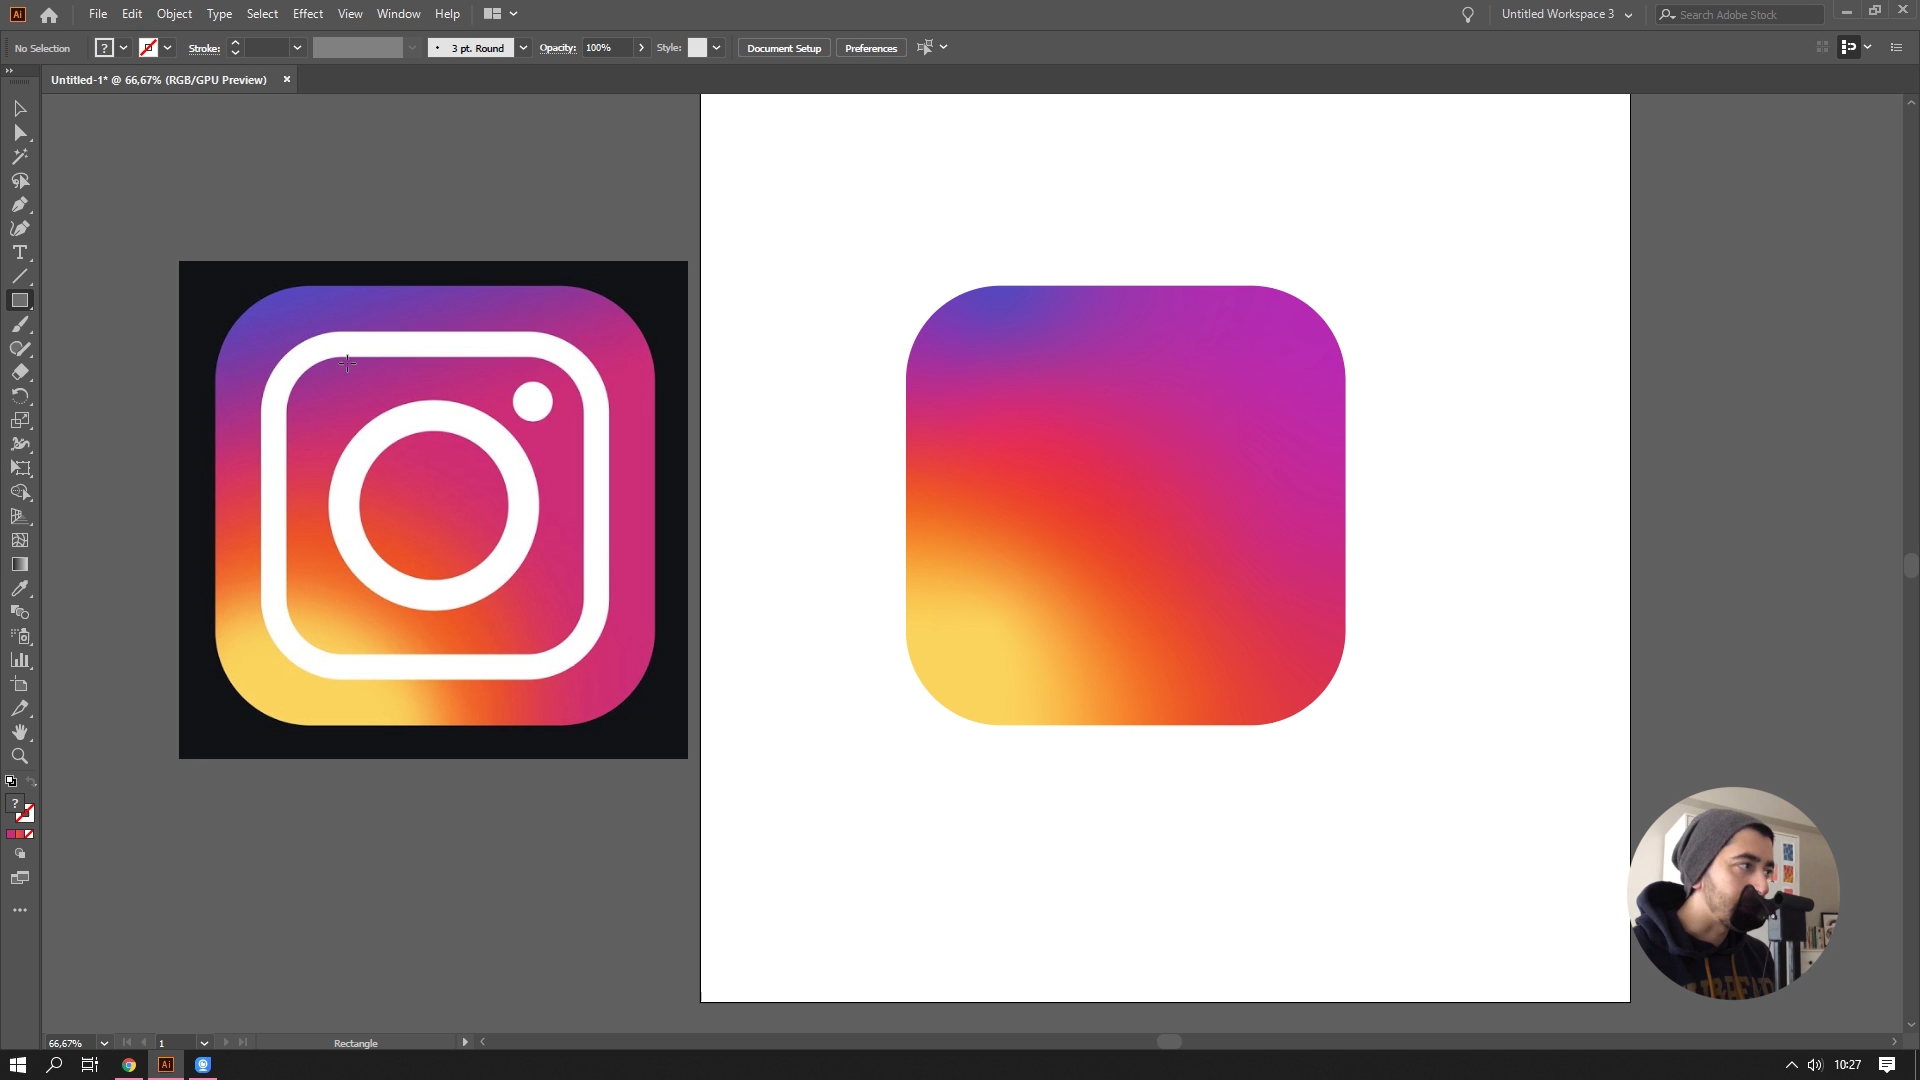 Ai File Edit Object Type Select Effect View Window Help Untitled Workspace 3 Search Adobe Stock
No Selection ? Stroke: 3 pt. Round Opacity: 100% Style: Document Setup Preferences
Untitled-1* @ 66,67% (RGB/GPU Preview)
T
?
66,67% 1 Rectangle
Ai 10:27